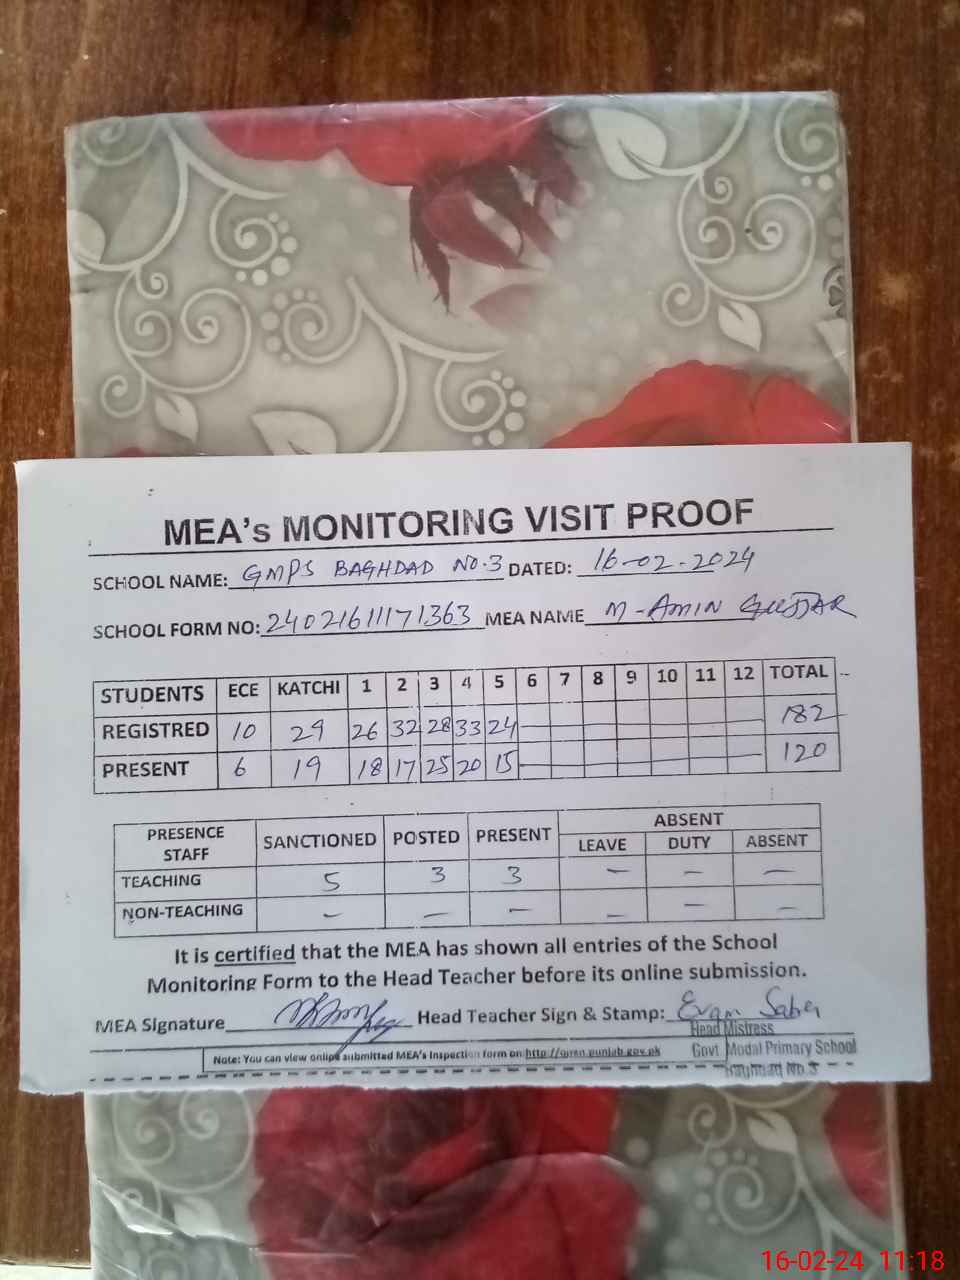 MEA's MONITORING VISIT PROOF
SCHOOL NAME: GMPS BAGHDAD NO.3 DATED: 16-02-2024
SCHOOL FORM NO: 24021611171363 MEA NAME M-AMIN GUJJAR
STUDENTS ECE KATCHI 1 2 3 4 5 6 7 8 9 10 11 12 TOTAL
REGISTRED 10 29 26 32 28 33 24 182
PRESENT 6 19 18 17 25 20 15 120
PRESENCE STAFF SANCTIONED POSTED PRESENT ABSENT
LEAVE DUTY ABSENT
TEACHING 5 3 3 - - -
NON-TEACHING - - - - - -
It is certified that the MEA has shown all entries of the School
Monitoring Form to the Head Teacher before its online submission.
MEA Signature Head Teacher Sign & Stamp:
Head Mistress
Note: You can view online submitted MEA's Inspection form on: http://open.punjab.gov.pk
Govt Modal Primary School
Baghdad No.3
16-02-24 11:18